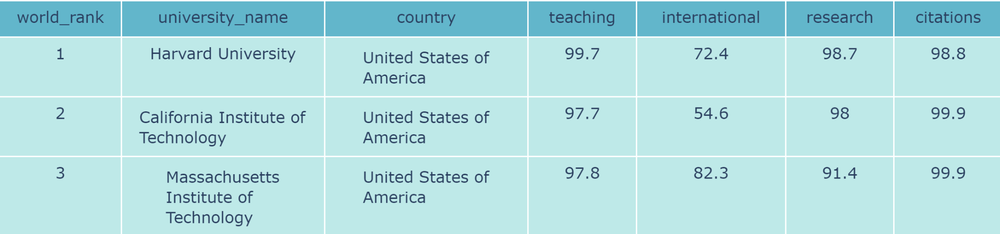 world_rank university_name country teaching international research citations
1 Harvard University United States of America 99.7 72.4 98.7 98.8
2 California Institute of Technology United States of America 97.7 54.6 98 99.9
3 Massachusetts Institute of Technology United States of America 97.8 82.3 91.4 99.9